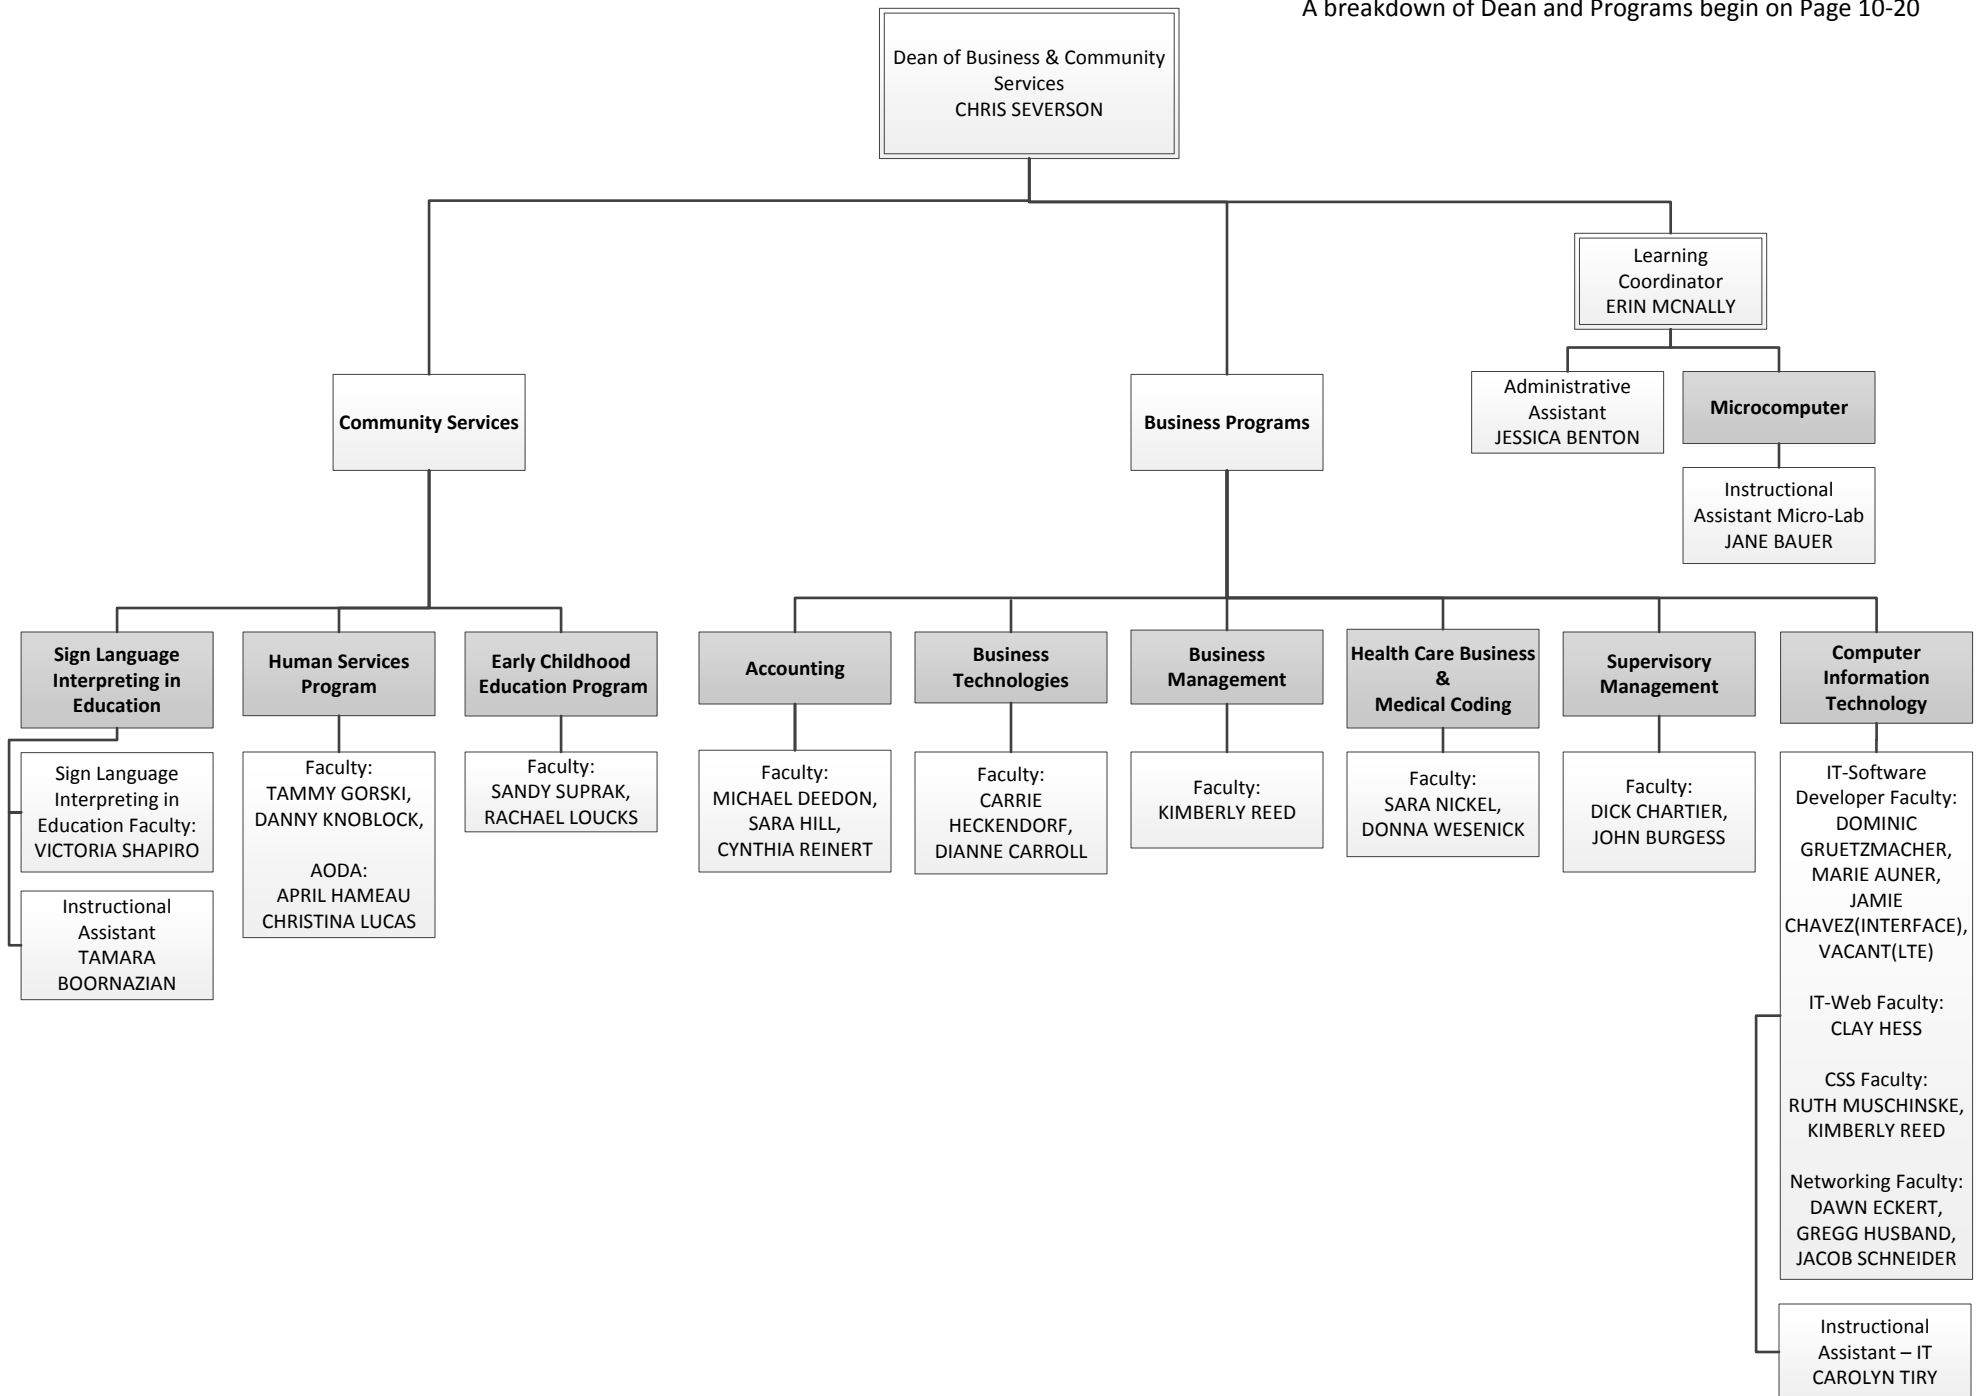 A breakdown of Dean and Programs begin on Page 10-20
Dean of Business & Community
Services
CHRIS SEVERSON
Learning
Coordinator
ERIN MCNALLY
Community Services
Business Programs
Administrative
Assistant
JESSICA BENTON
Microcomputer
Instructional
Assistant Micro-Lab
JANE BAUER
Sign Language
Interpreting in
Education
Human Services
Program
Early Childhood
Education Program
Accounting
Business
Technologies
Business
Management
Health Care Business
&
Medical Coding
Supervisory
Management
Computer
Information
Technology
Sign Language
Interpreting in
Education Faculty:
VICTORIA SHAPIRO
Instructional
Assistant
TAMARA
BOORNAZIAN
Faculty:
TAMMY GORSKI,
DANNY KNOBLOCK,
AODA:
APRIL HAMEAU
CHRISTINA LUCAS
Faculty:
SANDY SUPRAK,
RACHAEL LOUCKS
Faculty:
MICHAEL DEEDON,
SARA HILL,
CYNTHIA REINERT
Faculty:
CARRIE
HECKENDORF,
DIANNE CARROLL
Faculty:
KIMBERLY REED
Faculty:
SARA NICKEL,
DONNA WESENICK
Faculty:
DICK CHARTIER,
JOHN BURGESS
IT-Software
Developer Faculty:
DOMINIC
GRUETZMACHER,
MARIE AUNER,
JAMIE
CHAVEZ(INTERFACE),
VACANT(LTE)
IT-Web Faculty:
CLAY HESS
CSS Faculty:
RUTH MUSCHINSKE,
KIMBERLY REED
Networking Faculty:
DAWN ECKERT,
GREGG HUSBAND,
JACOB SCHNEIDER
Instructional
Assistant – IT
CAROLYN TIRY